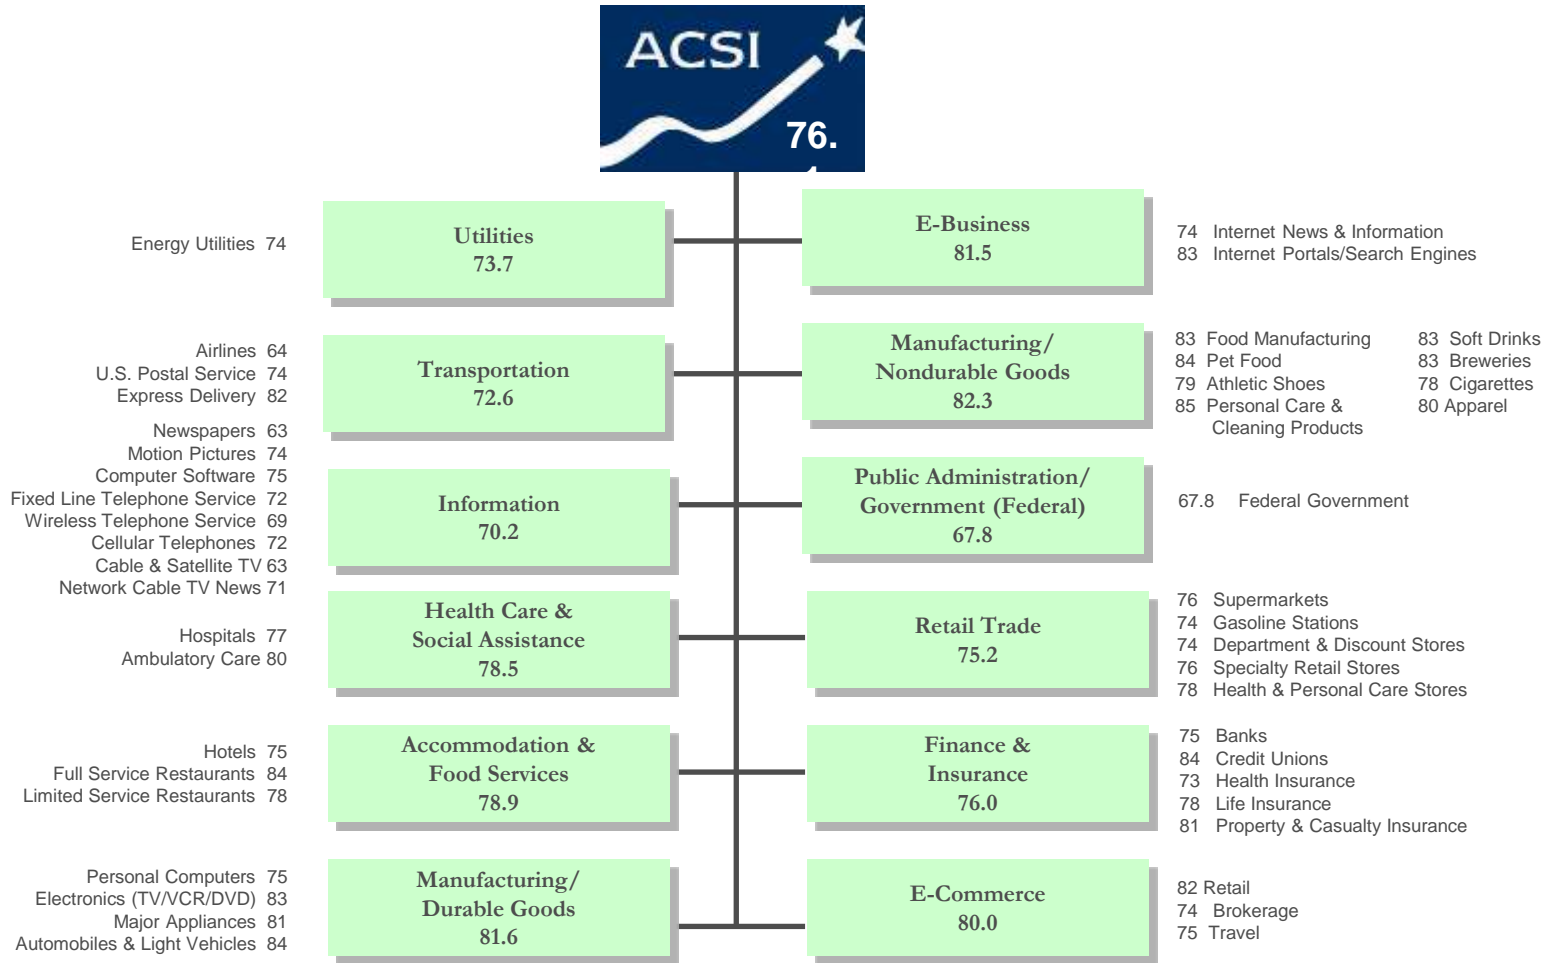 ACSI
76.
Energy Utilities 74
Utilities
73.7
E-Business
81.5
74 Internet News & Information
83 Internet Portals/Search Engines
Airlines 64
U.S. Postal Service 74
Express Delivery 82
Transportation
72.6
Manufacturing/
Nondurable Goods
82.3
83 Food Manufacturing
84 Pet Food
79 Athletic Shoes
85 Personal Care &
Cleaning Products
83 Soft Drinks
83 Breweries
78 Cigarettes
80 Apparel
Newspapers 63
Motion Pictures 74
Computer Software 75
Fixed Line Telephone Service 72
Wireless Telephone Service 69
Cellular Telephones 72
Cable & Satellite TV 63
Network Cable TV News 71
Information
70.2
Public Administration/
Government (Federal)
67.8
67.8 Federal Government
Hospitals 77
Ambulatory Care 80
Health Care &
Social Assistance
78.5
Retail Trade
75.2
76 Supermarkets
74 Gasoline Stations
74 Department & Discount Stores
76 Specialty Retail Stores
78 Health & Personal Care Stores
Hotels 75
Full Service Restaurants 84
Limited Service Restaurants 78
Accommodation &
Food Services
78.9
Finance &
Insurance
76.0
75 Banks
84 Credit Unions
73 Health Insurance
78 Life Insurance
81 Property & Casualty Insurance
Personal Computers 75
Electronics (TV/VCR/DVD) 83
Major Appliances 81
Automobiles & Light Vehicles 84
Manufacturing/
Durable Goods
81.6
E-Commerce
80.0
82 Retail
74 Brokerage
75 Travel